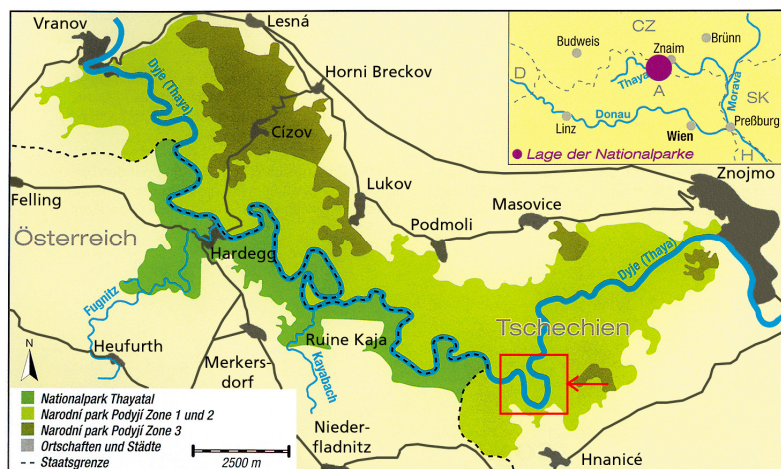 Vranov
Lesná
Dyje (Thaya)
Horni Breckov
Cízov
Lukov
Felling
Österreich
Hardegg
Podmoli
Masovice
Znojmo
Dyje (Thaya)
Fugnitz
Tschechien
Heufurth
Ruine Kaja
Merkers-
dorf
Kayabach
Nieder-
fladnitz
Hnanicé
N
Nationalpark Thayatal
Narodní park Podyjí Zone 1 und 2
Narodní park Podyjí Zone 3
Ortschaften und Städte
Staatsgrenze
2500 m
CZ
Budweis
Znaim
Brünn
D
Thaya
A
Morava
SK
Donau
Linz
Wien
Preßburg
H
Lage der Nationalparke